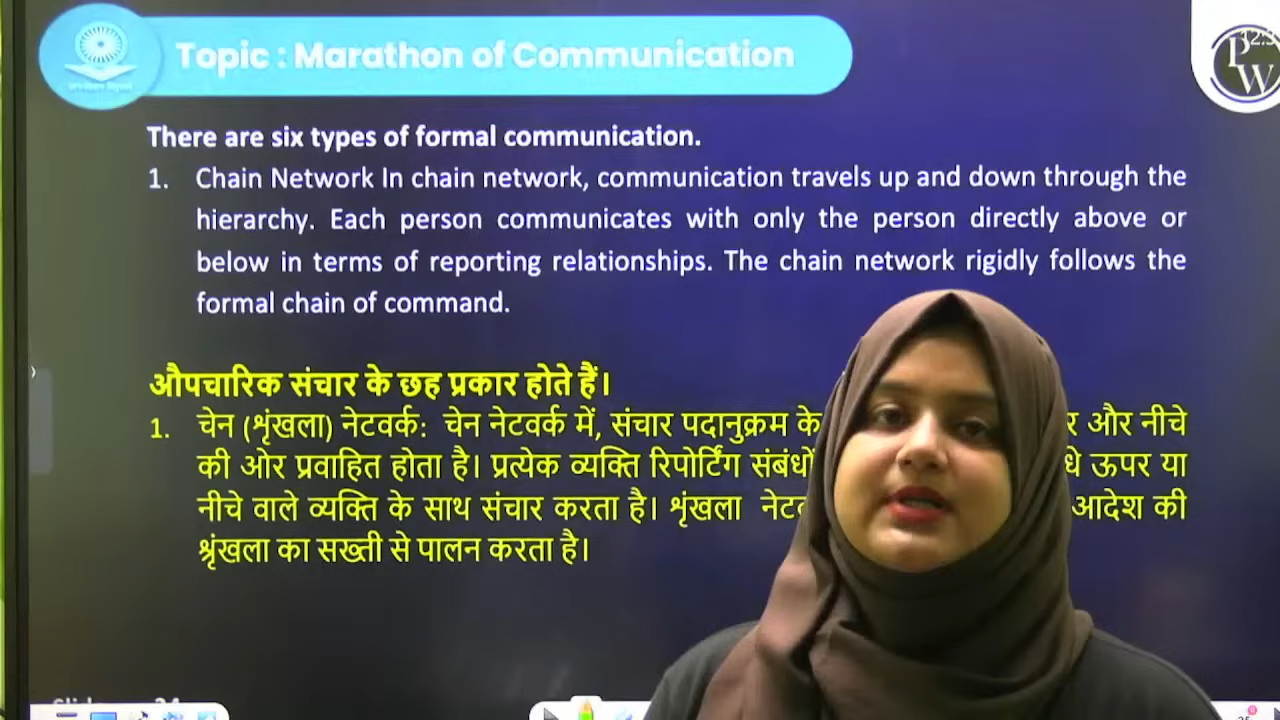 Topic : Marathon of Communication
PW
There are six types of formal communication.
1. Chain Network In chain network, communication travels up and down through the
hierarchy. Each person communicates with only the person directly above or
below in terms of reporting relationships. The chain network rigidly follows the
formal chain of command.
औपचारिक संचार के छह प्रकार होते हैं।
1. चेन (शृंखला) नेटवर्क: चेन नेटवर्क में, संचार पदानुक्रम के और नीचे
की ओर प्रवाहित होता है। प्रत्येक व्यक्ति रिपोर्टिंग ऊपर या
नीचे वाले व्यक्ति के साथ संचार करता है। शृंखला आदेश की
श्रृंखला का सख्ती से पालन करता है।